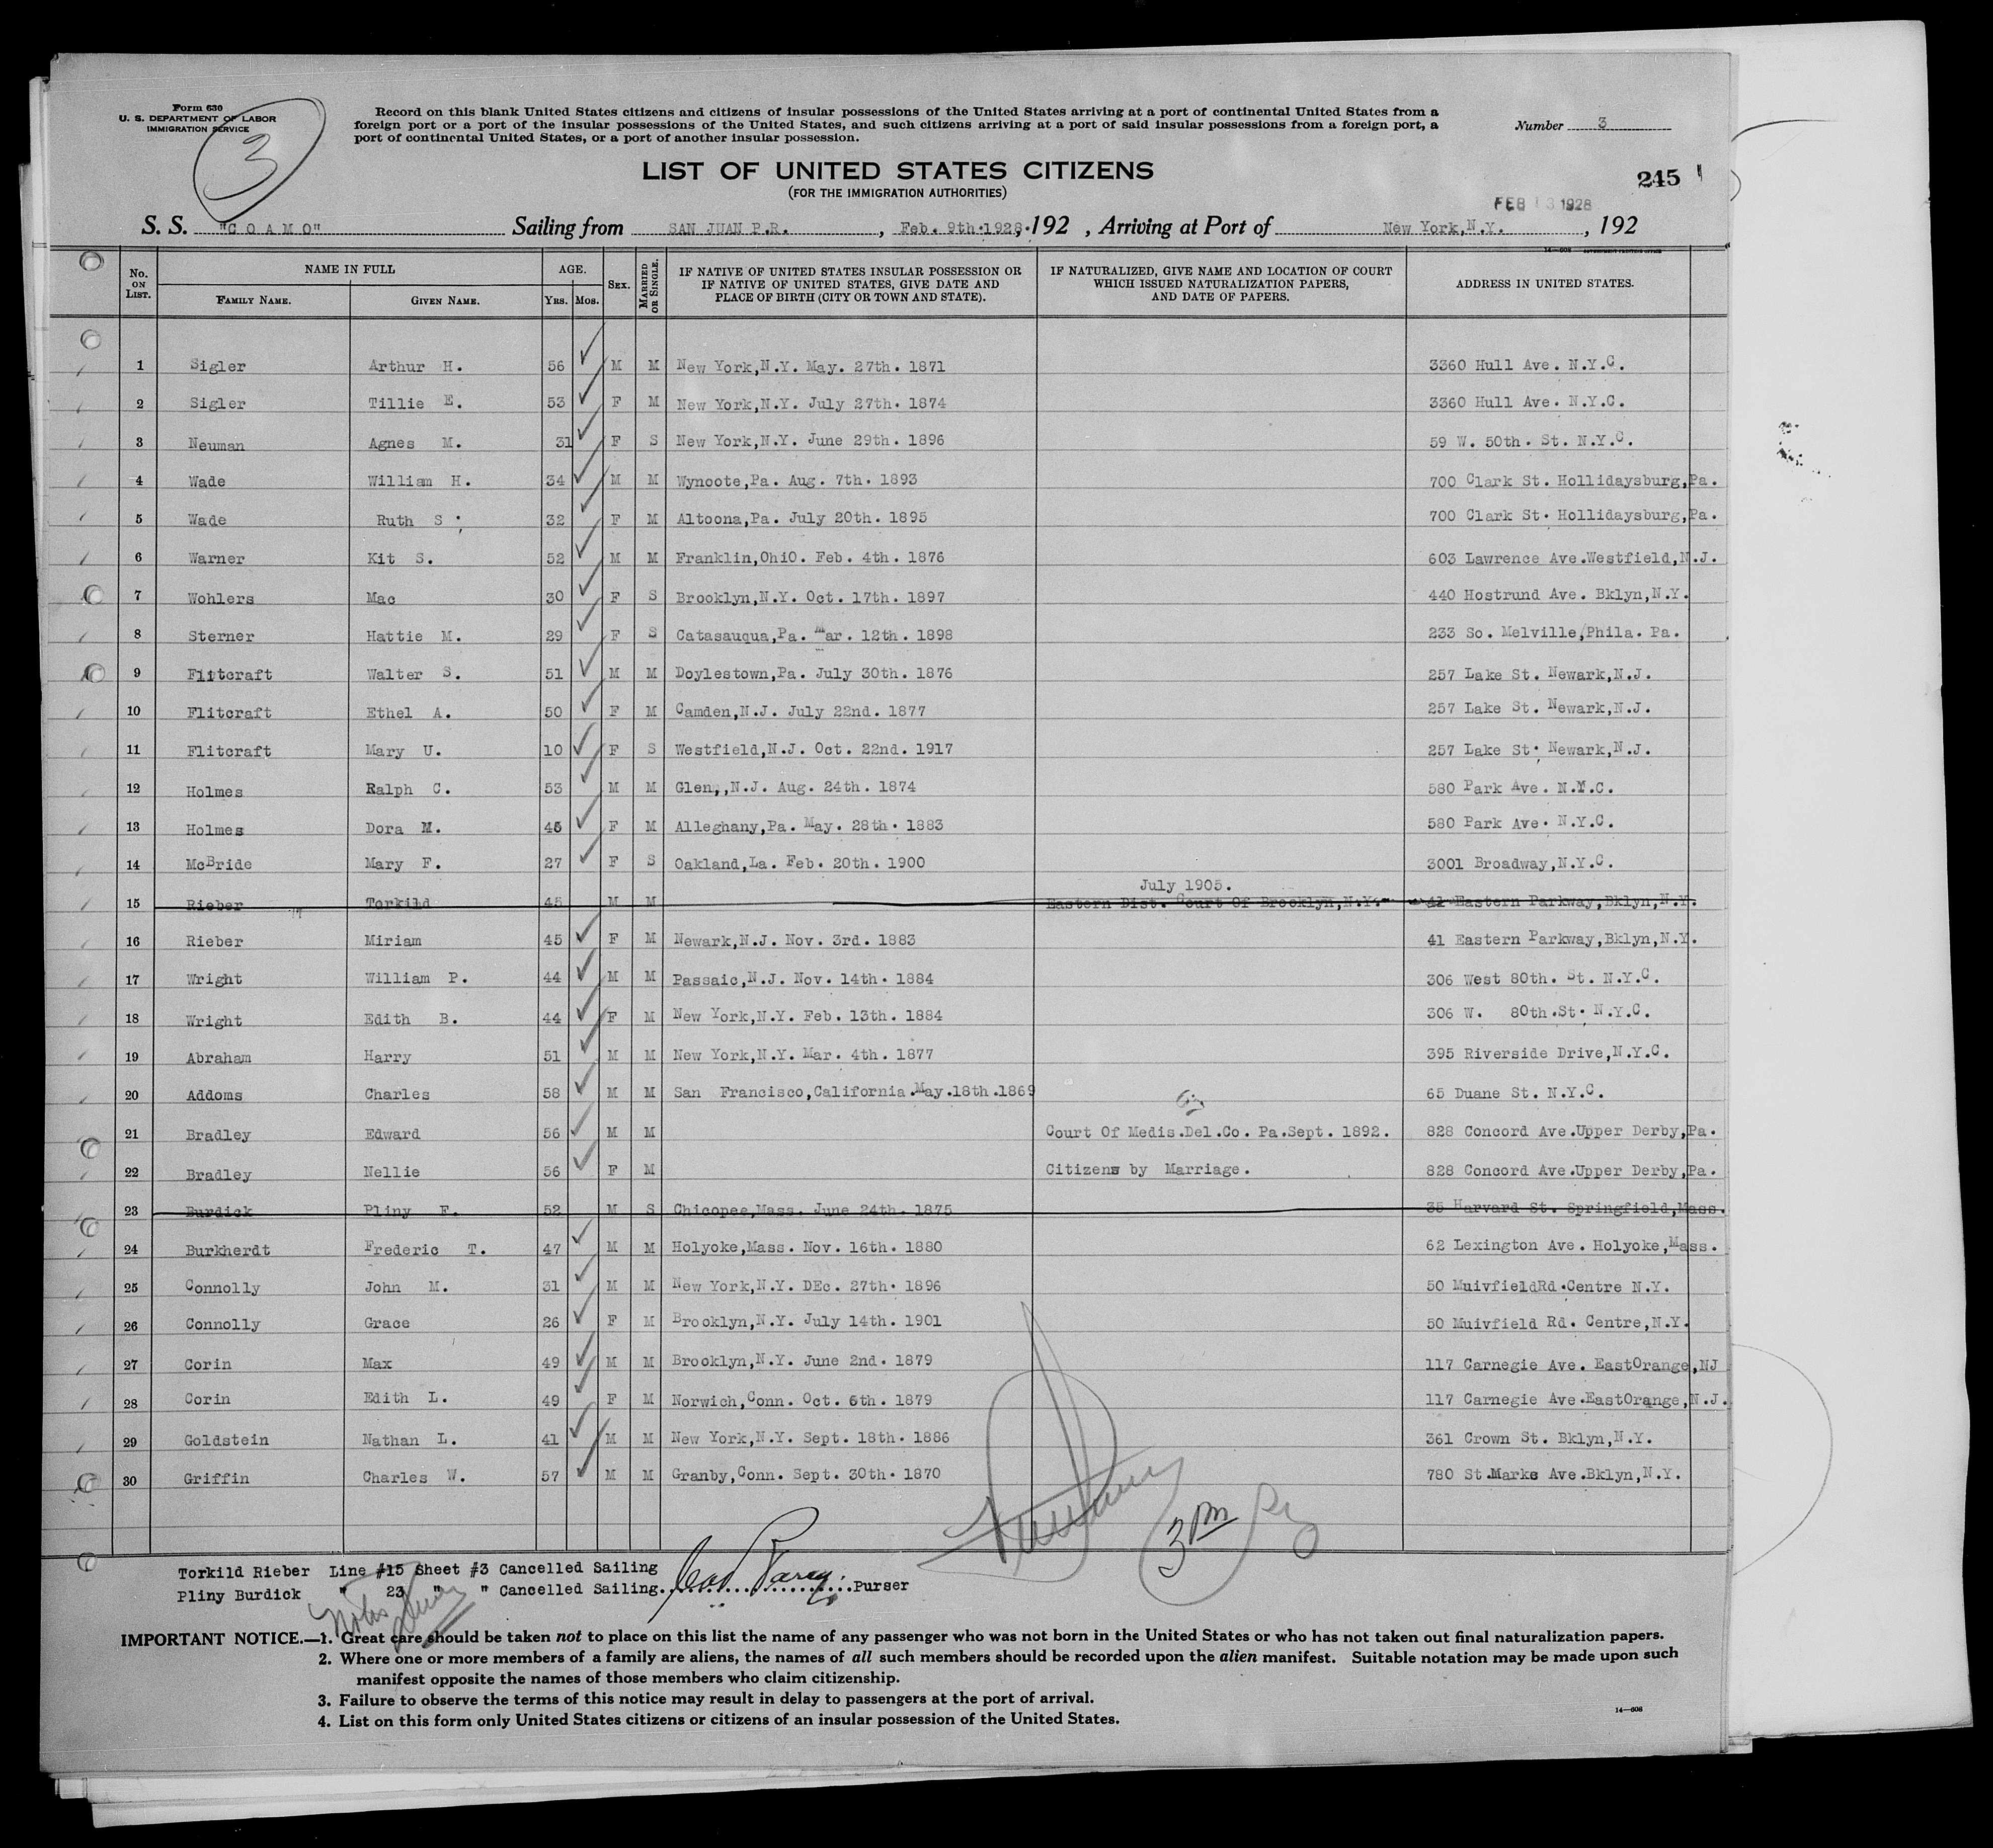 Form 630
U. S. DEPARTMENT OF LABOR
IMMIGRATION SERVICE
3
Record on this blank United States citizens and citizens of insular possessions of the United States arriving at a port of continental United States from a
foreign port or a port of the insular possessions of the United States, and such citizens arriving at a port of said insular possessions from a foreign port, a
port of continental United States, or a port of another insular possession.
Number 3
LIST OF UNITED STATES CITIZENS
(FOR THE IMMIGRATION AUTHORITIES)
245
FEB 13 1928
S. S. "COAMO" Sailing from SAN JUAN P.R. , Feb. 9th.1928, 192 , Arriving at Port of New York,N.Y. , 192
14—608 GOVERNMENT PRINTING OFFICE
No. ON LIST. NAME IN FULL AGE. SEX. MARRIED OR SINGLE. IF NATIVE OF UNITED STATES INSULAR POSSESSION OR IF NATIVE OF UNITED STATES, GIVE DATE AND PLACE OF BIRTH (CITY OR TOWN AND STATE). IF NATURALIZED, GIVE NAME AND LOCATION OF COURT WHICH ISSUED NATURALIZATION PAPERS, AND DATE OF PAPERS. ADDRESS IN UNITED STATES.
FAMILY NAME. GIVEN NAME. YRS. MOS.
1 Sigler Arthur H. 56 M M New York,N.Y. May. 27th. 1871 3360 Hull Ave. N.Y.C.
2 Sigler Tillie E. 53 F M New York,N.Y. July 27th. 1874 3360 Hull Ave. N.Y.C.
3 Neuman Agnes M. 31 F S New York,N.Y. June 29th. 1896 59 W. 50th. St. N.Y.C.
4 Wade William H. 34 M M Wyncote,Pa. Aug. 7th. 1893 700 Clark St. Hollidaysburg,Pa.
5 Wade Ruth S. 32 F M Altoona,Pa. July 20th. 1895 700 Clark St. Hollidaysburg,Pa.
6 Warner Kit S. 52 M M Franklin,OhiO. Feb. 4th. 1876 603 Lawrence Ave.Westfield,N.J.
7 Wohlers Mac 30 F S Brooklyn,N.Y. Oct. 17th. 1897 440 Hostrund Ave. Bklyn,N.Y.
8 Sterner Hattie M. 29 F S Catasauqua,Pa. Mar. 12th. 1898 233 So. Melville,Phila. Pa.
9 Flitcraft Walter S. 51 M M Doylestown,Pa. July 30th. 1876 257 Lake St. Newark,N.J.
10 Flitcraft Ethel A. 50 F M Camden,N.J. July 22nd. 1877 257 Lake St. Newark,N.J.
11 Flitcraft Mary U. 10 F S Westfield,N.J. Oct. 22nd. 1917 257 Lake St. Newark,N.J.
12 Holmes Ralph C. 53 M M Glen,,N.J. Aug. 24th. 1874 580 Park Ave. N.Y.C.
13 Holmes Dora M. 45 F M Alleghany,Pa. May. 28th. 1883 580 Park Ave. N.Y.C.
14 McBride Mary F. 27 F S Oakland,La. Feb. 20th. 1900 3001 Broadway,N.Y.C.
July 1905.
15 Rieber Torkild 45 M M Eastern Dist. Court Of Brooklyn,N.Y. 41 Eastern Parkway,Bklyn,N.Y.
16 Rieber Miriam 45 F M Newark,N.J. Nov. 3rd. 1883 41 Eastern Parkway,Bklyn,N.Y.
17 Wright William P. 44 M M Passaic,N.J. Nov. 14th. 1884 306 West 80th. St. N.Y.C.
18 Wright Edith B. 44 F M New York,N.Y. Feb. 13th. 1884 306 W. 80th.St. N.Y.C.
19 Abraham Harry 51 M M New York,N.Y. Mar. 4th. 1877 395 Riverside Drive,N.Y.C.
20 Addoms Charles 58 M M San Francisco,California.May.18th.1869 65 Duane St. N.Y.C.
21 Bradley Edward 56 M M Court Of Medis.Del.Co. Pa.Sept. 1892. 828 Concord Ave.Upper Derby,Pa.
22 Bradley Nellie 56 F M Citizens by Marriage. 828 Concord Ave.Upper Derby,Pa.
23 Burdick Pliny F. 52 M S Chicopee,Mass. June 24th. 1875 35 Harvard St. Springfield,Mass.
24 Burkherdt Frederic T. 47 M M Holyoke,Mass. Nov. 16th. 1880 62 Lexington Ave. Holyoke,Mass.
25 Connolly John M. 31 M M New York,N.Y. DEc. 27th. 1896 50 MuivfieldRd.Centre N.Y.
26 Connolly Grace 26 F M Brooklyn,N.Y. July 14th. 1901 50 Muivfield Rd. Centre,N.Y.
27 Corin Max 49 M M Brooklyn,N.Y. June 2nd. 1879 117 Carnegie Ave. EastOrange,NJ
28 Corin Edith L. 49 F M Norwich,Conn. Oct. 6th. 1879 117 Carnegie Ave.EastOrange,N.J.
29 Goldstein Nathan L. 41 M M New York,N.Y. Sept. 18th. 1886 361 Crown St. Bklyn,N.Y.
30 Griffin Charles W. 57 M M Granby,Conn. Sept. 30th. 1870 780 St.Marks Ave.Bklyn,N.Y.
3 PM
Torkild Rieber Line #15 Sheet #3 Cancelled Sailing
Pliny Burdick " 23 " " Cancelled Sailing. Purser
IMPORTANT NOTICE.—1. Great care should be taken not to place on this list the name of any passenger who was not born in the United States or who has not taken out final naturalization papers.
2. Where one or more members of a family are aliens, the names of all such members should be recorded upon the alien manifest. Suitable notation may be made upon such
manifest opposite the names of those members who claim citizenship.
3. Failure to observe the terms of this notice may result in delay to passengers at the port of arrival.
4. List on this form only United States citizens or citizens of an insular possession of the United States.
14—608